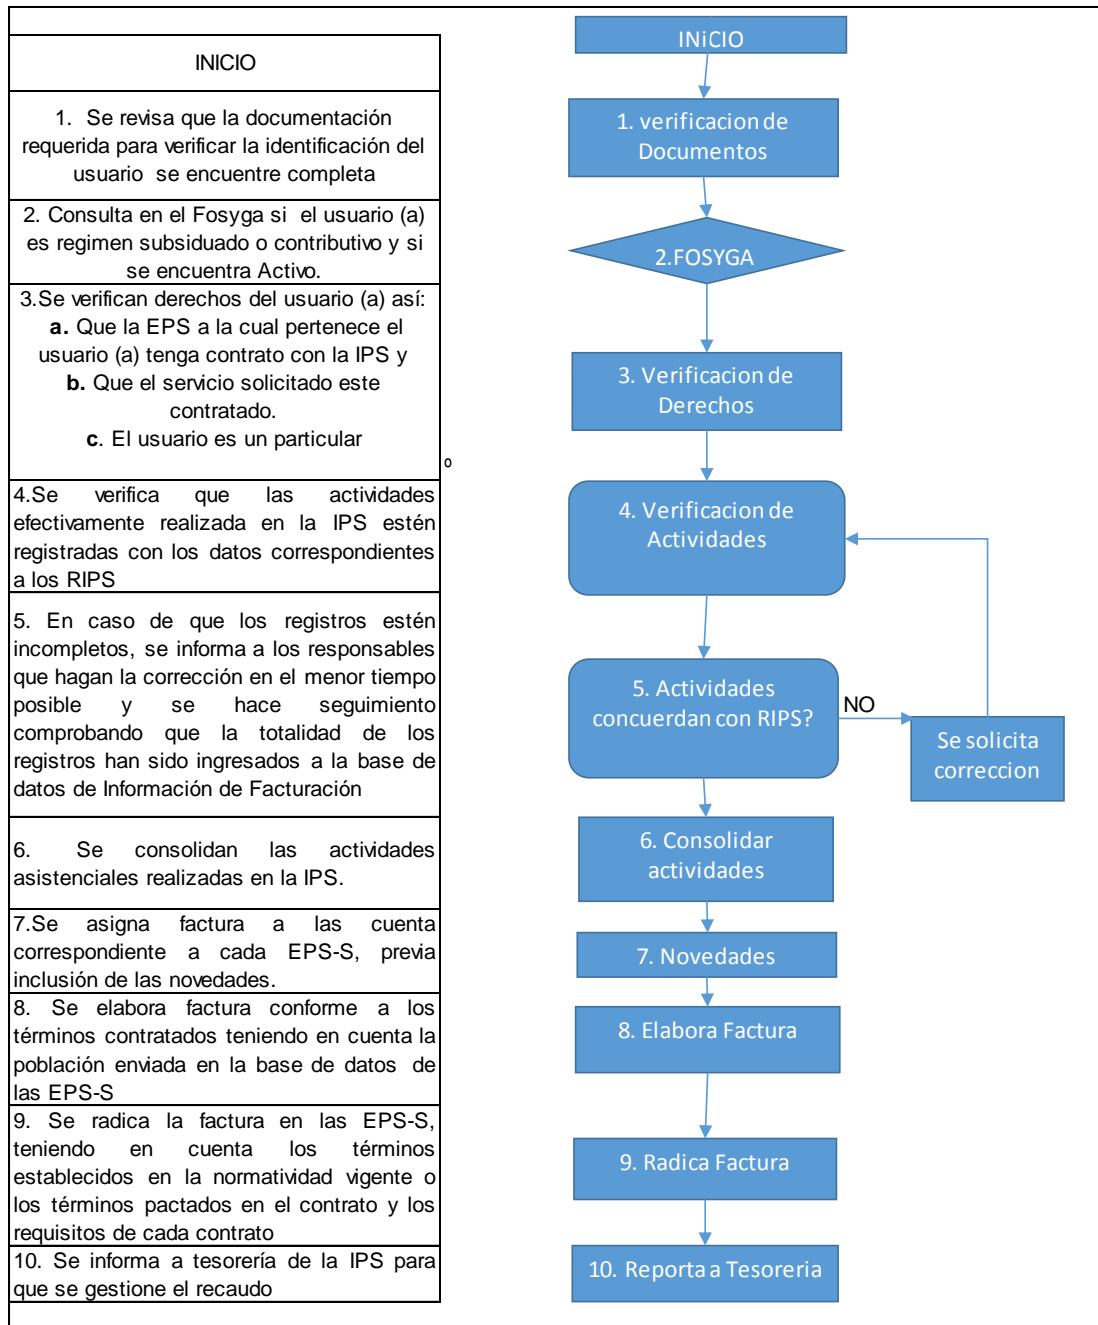 INICIO
1. Se revisa que la documentación
requerida para verificar la identificación del
usuario se encuentre completa
2. Consulta en el Fosyga si el usuario (a)
es regimen subsiduado o contributivo y si
se encuentra Activo.
3.Se verifican derechos del usuario (a) así:
a. Que la EPS a la cual pertenece el
usuario (a) tenga contrato con la IPS y
b. Que el servicio solicitado este
contratado.
c. El usuario es un particular
o
4.Se verifica que las actividades
efectivamente realizada en la IPS estén
registradas con los datos correspondientes
a los RIPS
5. En caso de que los registros estén
incompletos, se informa a los responsables
que hagan la corrección en el menor tiempo
posible y se hace seguimiento
comprobando que la totalidad de los
registros han sido ingresados a la base de
datos de Información de Facturación
6. Se consolidan las actividades
asistenciales realizadas en la IPS.
7.Se asigna factura a las cuenta
correspondiente a cada EPS-S, previa
inclusión de las novedades.
8. Se elabora factura conforme a los
términos contratados teniendo en cuenta la
población enviada en la base de datos de
las EPS-S
9. Se radica la factura en las EPS-S,
teniendo en cuenta los términos
establecidos en la normatividad vigente o
los términos pactados en el contrato y los
requisitos de cada contrato
10. Se informa a tesorería de la IPS para
que se gestione el recaudo
INiCIO
1. verificacion de
Documentos
2.FOSYGA
3. Verificacion de
Derechos
4. Verificacion de
Actividades
5. Actividades
concuerdan con RIPS?
NO
Se solicita
correccion
6. Consolidar
actividades
7. Novedades
8. Elabora Factura
9. Radica Factura
10. Reporta a Tesoreria